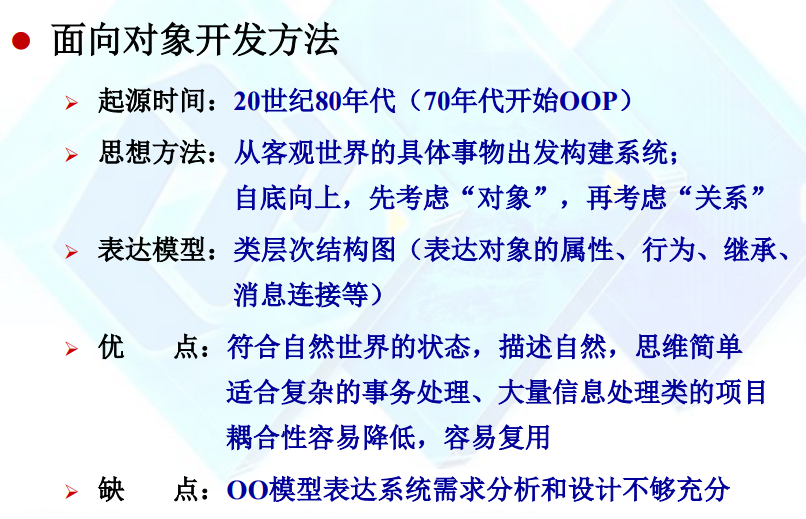 面向对象开发方法
起源时间：20世纪80年代（70年代开始OOP）
思想方法：从客观世界的具体事物出发构建系统；
自底向上，先考虑“对象”，再考虑“关系”
表达模型：类层次结构图（表达对象的属性、行为、继承、
消息连接等）
优 点：符合自然世界的状态，描述自然，思维简单
适合复杂的事务处理、大量信息处理类的项目
耦合性容易降低，容易复用
缺 点：OO模型表达系统需求分析和设计不够充分